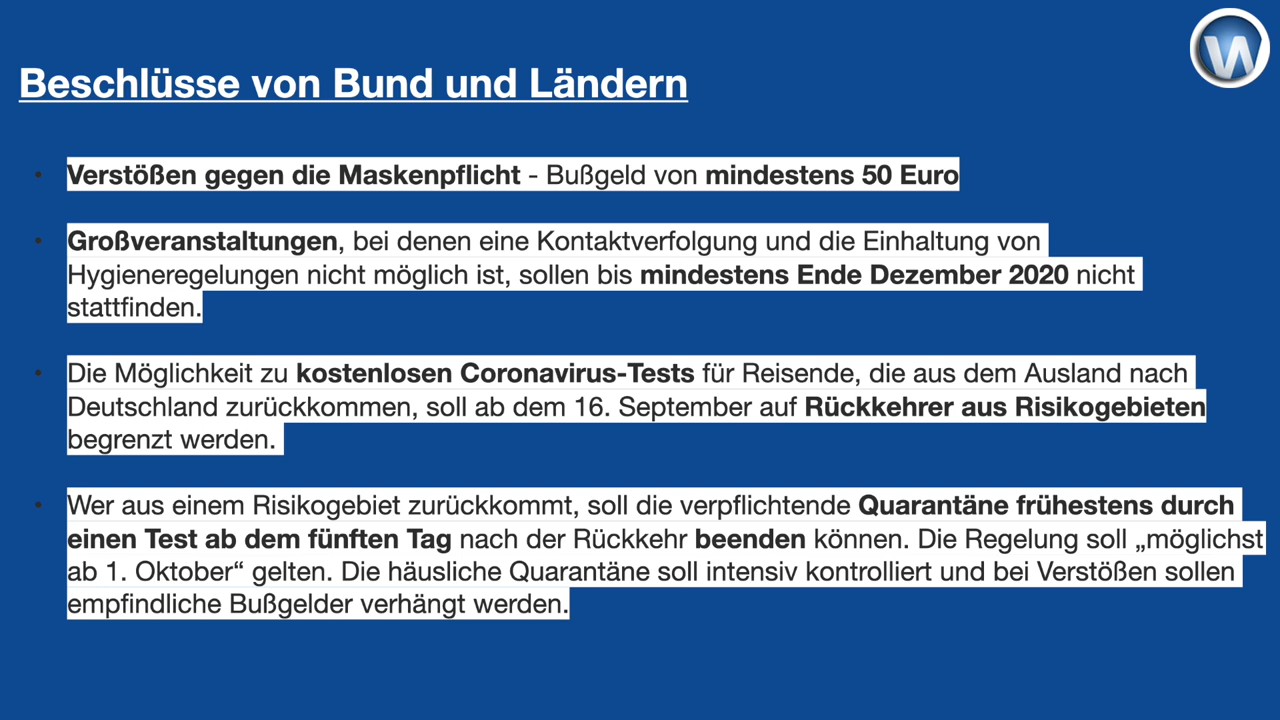 Beschlüsse von Bund und Ländern
W
• Verstößen gegen die Maskenpflicht - Bußgeld von mindestens 50 Euro
• Großveranstaltungen, bei denen eine Kontaktverfolgung und die Einhaltung von
Hygieneregelungen nicht möglich ist, sollen bis mindestens Ende Dezember 2020 nicht
stattfinden.
• Die Möglichkeit zu kostenlosen Coronavirus-Tests für Reisende, die aus dem Ausland nach
Deutschland zurückkommen, soll ab dem 16. September auf Rückkehrer aus Risikogebieten
begrenzt werden.
• Wer aus einem Risikogebiet zurückkommt, soll die verpflichtende Quarantäne frühestens durch
einen Test ab dem fünften Tag nach der Rückkehr beenden können. Die Regelung soll „möglichst
ab 1. Oktober“ gelten. Die häusliche Quarantäne soll intensiv kontrolliert und bei Verstößen sollen
empfindliche Bußgelder verhängt werden.